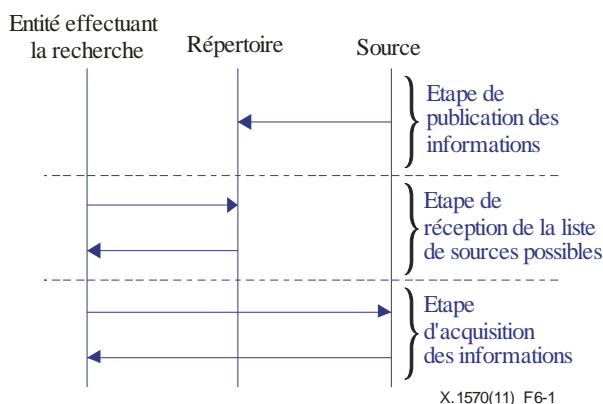 Entité effectuant
la recherche
Répertoire
Source
Etape de
publication des
informations
Etape de
réception de la liste
de sources possibles
Etape
d'acquisition
des informations
X.1570(11)_F6-1